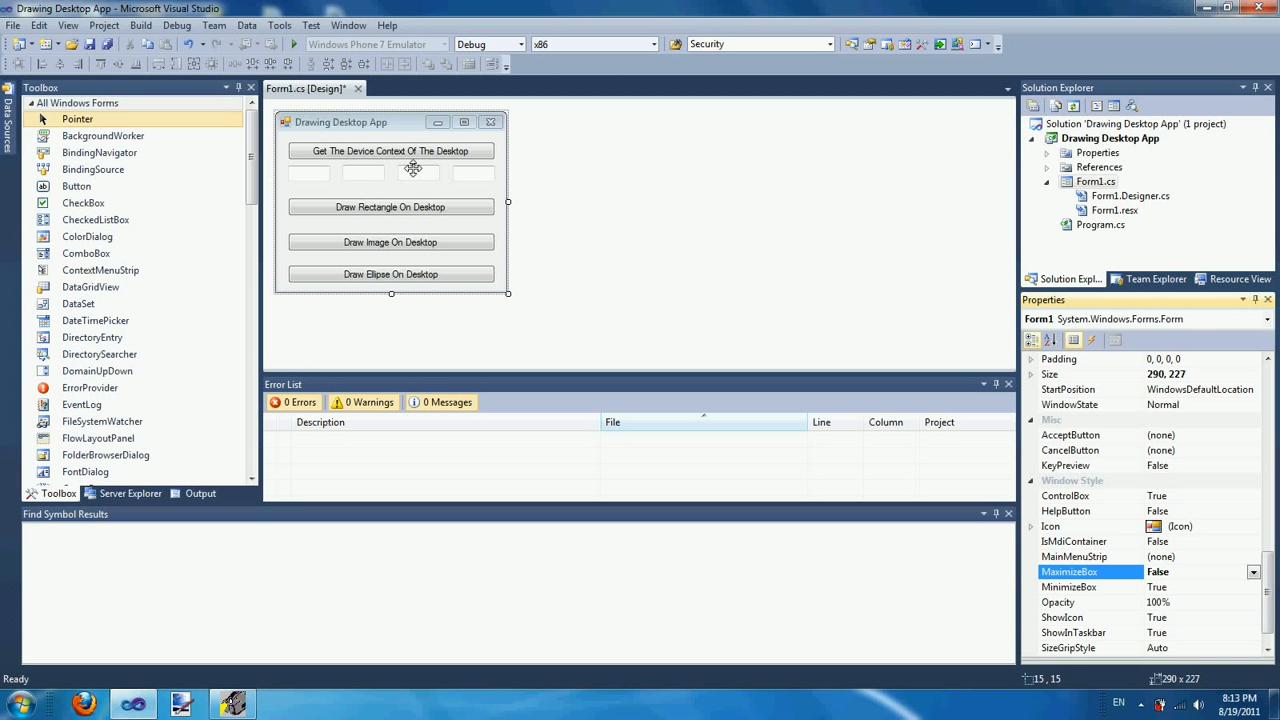 Drawing Desktop App - Microsoft Visual Studio
File Edit View Project Build Debug Team Data Tools Test Window Help
Windows Phone 7 Emulator Debug x86 Security
Data Sources
Toolbox
All Windows Forms
Pointer
BackgroundWorker
BindingNavigator
BindingSource
Button
CheckBox
CheckedListBox
ColorDialog
ComboBox
ContextMenuStrip
DataGridView
DataSet
DateTimePicker
DirectoryEntry
DirectorySearcher
DomainUpDown
ErrorProvider
EventLog
FileSystemWatcher
FlowLayoutPanel
FolderBrowserDialog
FontDialog
Toolbox Server Explorer Output
Form1.cs [Design]*
Drawing Desktop App
Get The Device Context Of The Desktop
Draw Rectangle On Desktop
Draw Image On Desktop
Draw Ellipse On Desktop
Error List
0 Errors 0 Warnings 0 Messages
Description File Line Column Project
Find Symbol Results
Solution Explorer
Solution 'Drawing Desktop App' (1 project)
Drawing Desktop App
Properties
References
Form1.cs
Form1.Designer.cs
Form1.resx
Program.cs
Solution Expl... Team Explorer Resource View
Properties
Form1 System.Windows.Forms.Form
Padding 0, 0, 0, 0
Size 290, 227
StartPosition WindowsDefaultLocation
WindowState Normal
Misc
AcceptButton (none)
CancelButton (none)
KeyPreview False
Window Style
ControlBox True
HelpButton False
Icon (Icon)
IsMdiContainer False
MainMenuStrip (none)
MaximizeBox False
MinimizeBox True
Opacity 100%
ShowIcon True
ShowInTaskbar True
SizeGripStyle Auto
Ready 15 , 15 290 x 227
EN 8:13 PM
8/19/2011